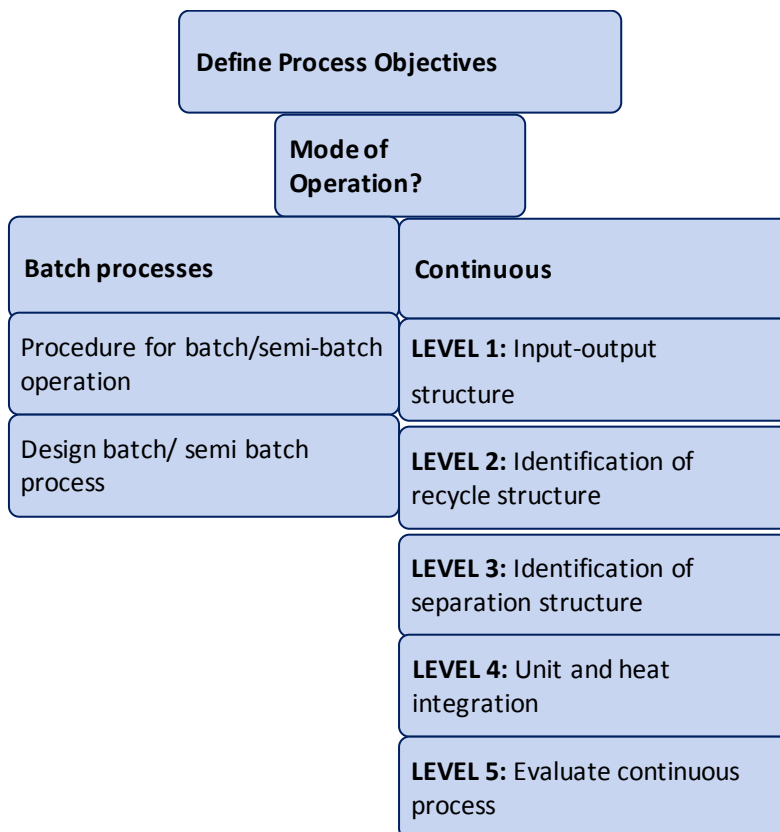 Define Process Objectives
Mode of
Operation?
Batch processes
Procedure for batch/semi-batch
operation
Design batch/ semi batch
process
Continuous
LEVEL 1: Input-output
structure
LEVEL 2: Identification of
recycle structure
LEVEL 3: Identification of
separation structure
LEVEL 4: Unit and heat
integration
LEVEL 5: Evaluate continuous
process